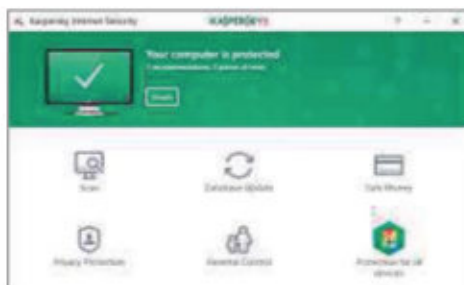 Kaspersky Internet Security
KASPERSKY
Your computer is protected
Details
Scan
Database Update
Safe Money
Privacy Protection
Parental Control
Protection for all
devices